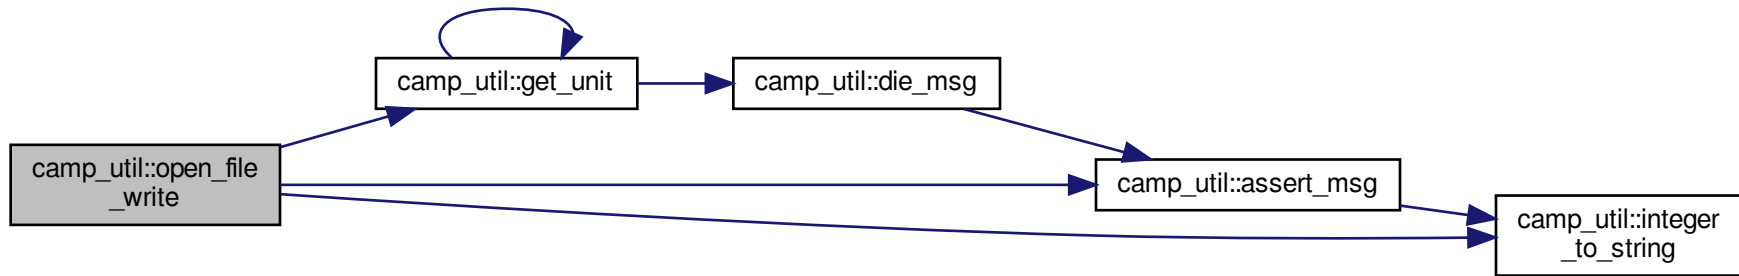 camp_util::open_file
_write
camp_util::get_unit
camp_util::die_msg
camp_util::assert_msg
camp_util::integer
_to_string